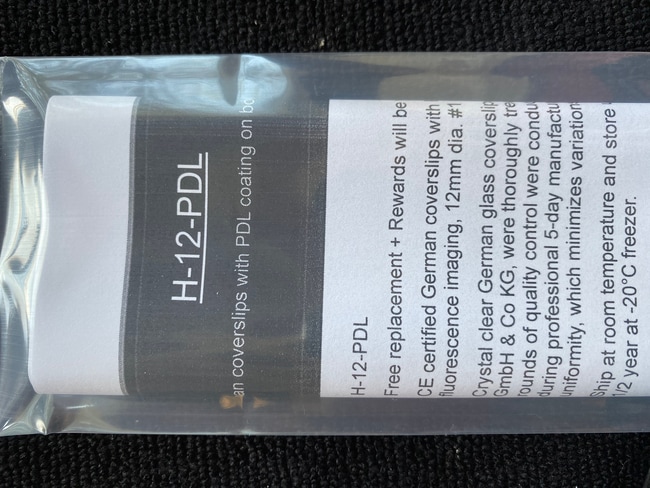 H-12-PDL
an coverslips with PDL coating on bo
H-12-PDL
Free replacement + Rewards will be
CE certified German coverslips with
fluorescence imaging, 12mm dia. #1
Crystal clear German glass coverslip
GmbH & Co KG, were thoroughly tre
rounds of quality control were condu
during professional 5-day manufactu
uniformity, which minimizes variation
Ship at room temperature and store
1/2 year at -20°C freezer.